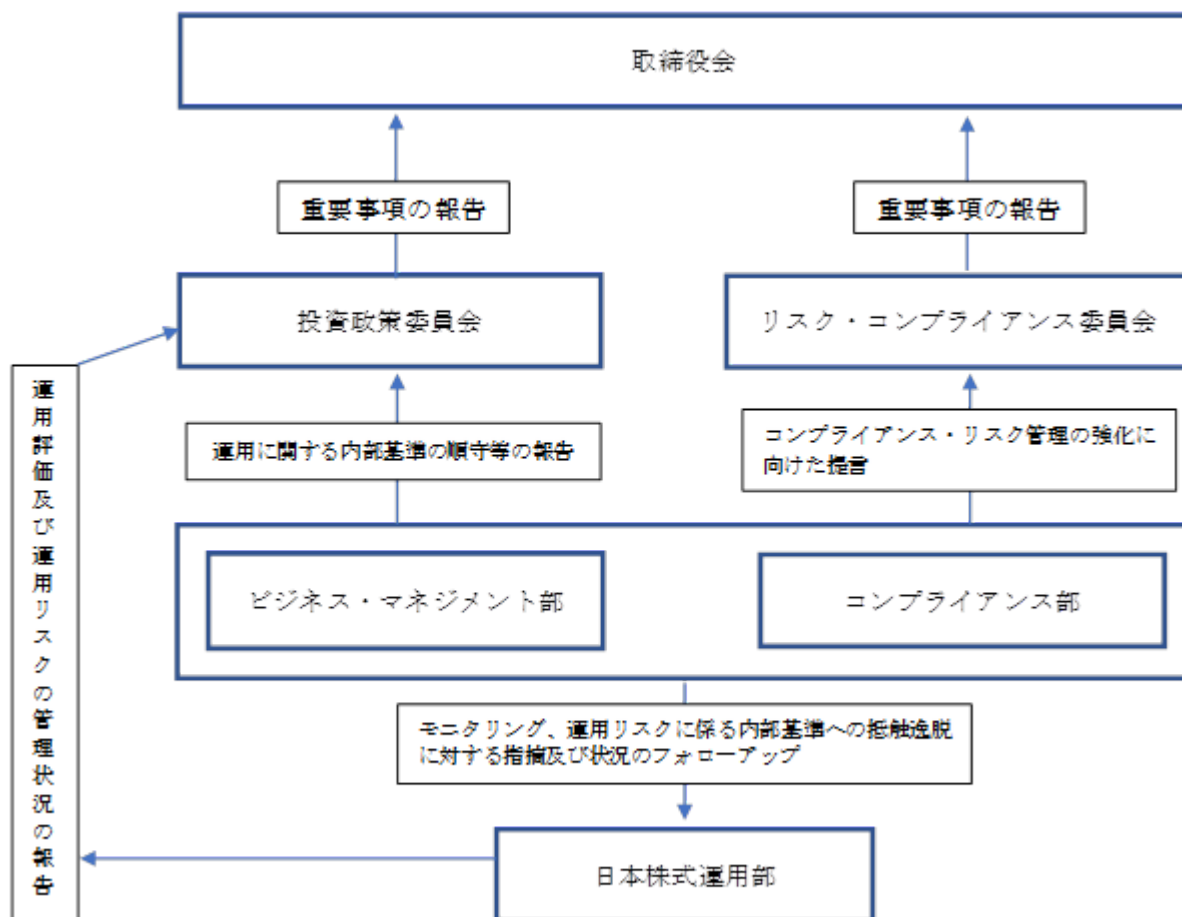 取締役会
重要事項の報告
重要事項の報告
投資政策委員会
リスク・コンプライアンス委員会
運用評価及び運用リスクの管理状況の報告
運用に関する内部基準の順守等の報告
コンプライアンス・リスク管理の強化に
向けた提言
ビジネス・マネジメント部
コンプライアンス部
モニタリング、運用リスクに係る内部基準への抵触逸脱
に対する指摘及び状況のフォローアップ
日本株式運用部